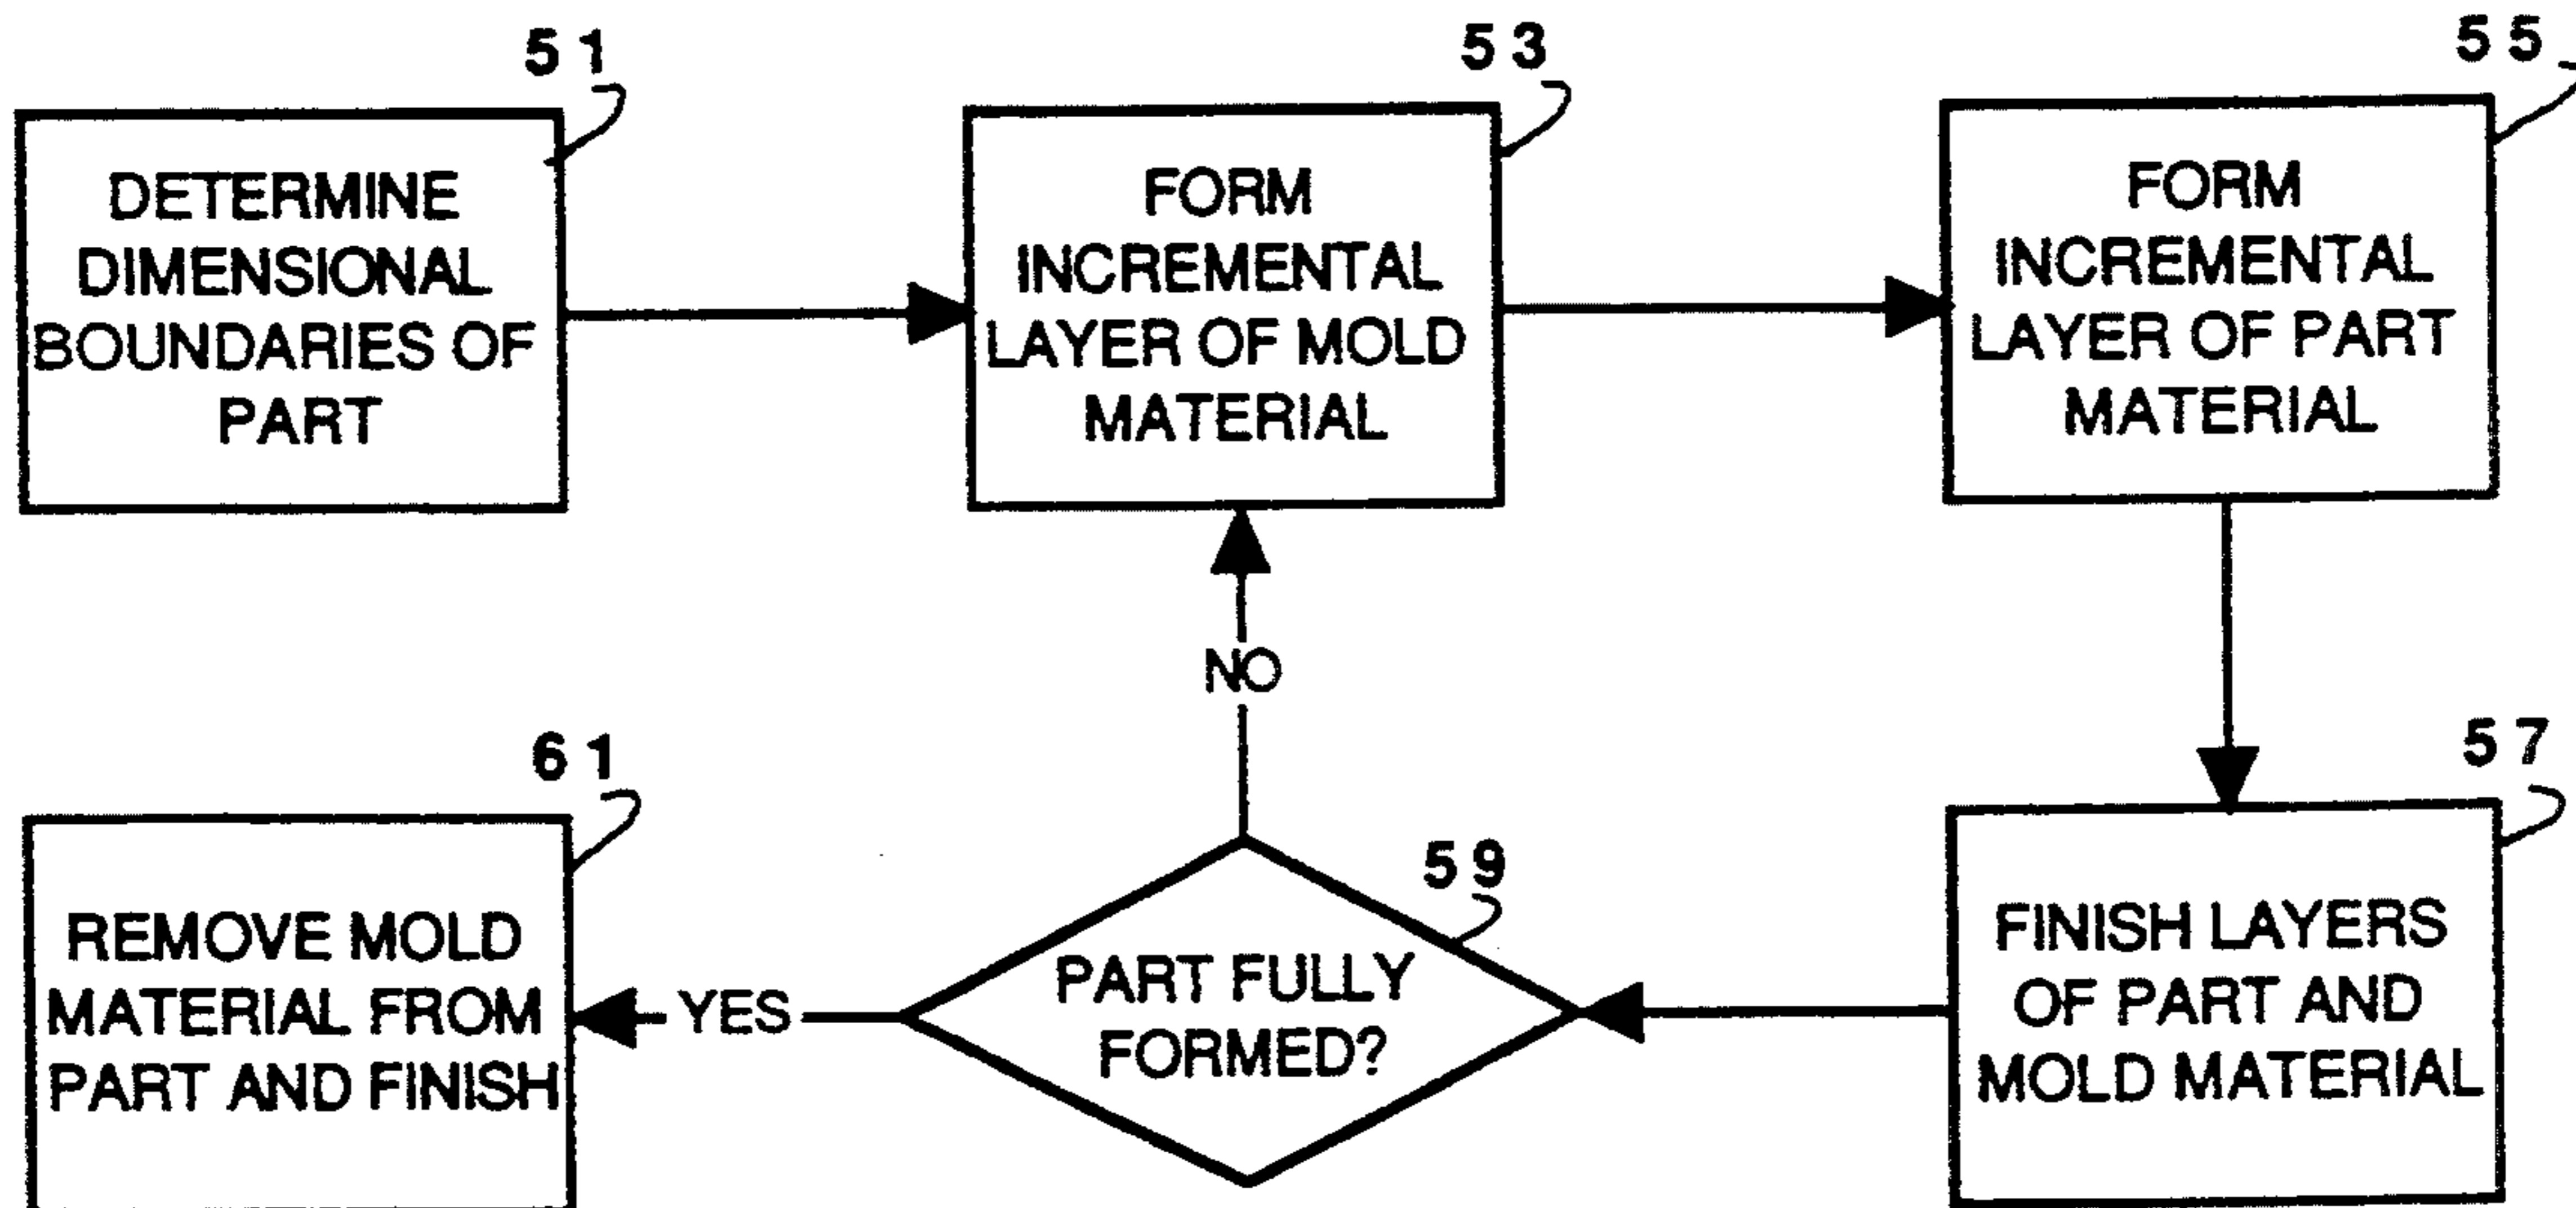 51
DETERMINE
DIMENSIONAL
BOUNDARIES OF
PART
53
FORM
INCREMENTAL
LAYER OF MOLD
MATERIAL
55
FORM
INCREMENTAL
LAYER OF PART
MATERIAL
NO
61
REMOVE MOLD
MATERIAL FROM
PART AND FINISH
YES
59
PART FULLY
FORMED?
57
FINISH LAYERS
OF PART AND
MOLD MATERIAL